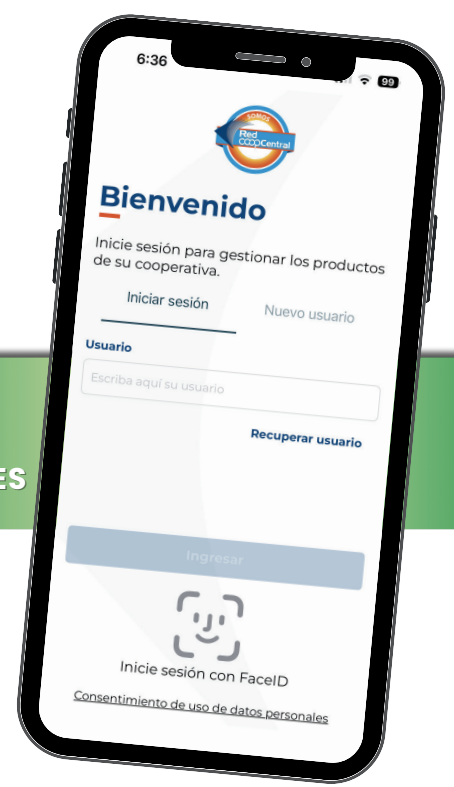 6:36
99
SOMOS
Red
COOPCentral
Bienvenido
Inicie sesión para gestionar los productos
de su cooperativa.
Iniciar sesión
Nuevo usuario
Usuario
Escriba aquí su usuario
Recuperar usuario
ES
Ingresar
Inicie sesión con FaceID
Consentimiento de uso de datos personales